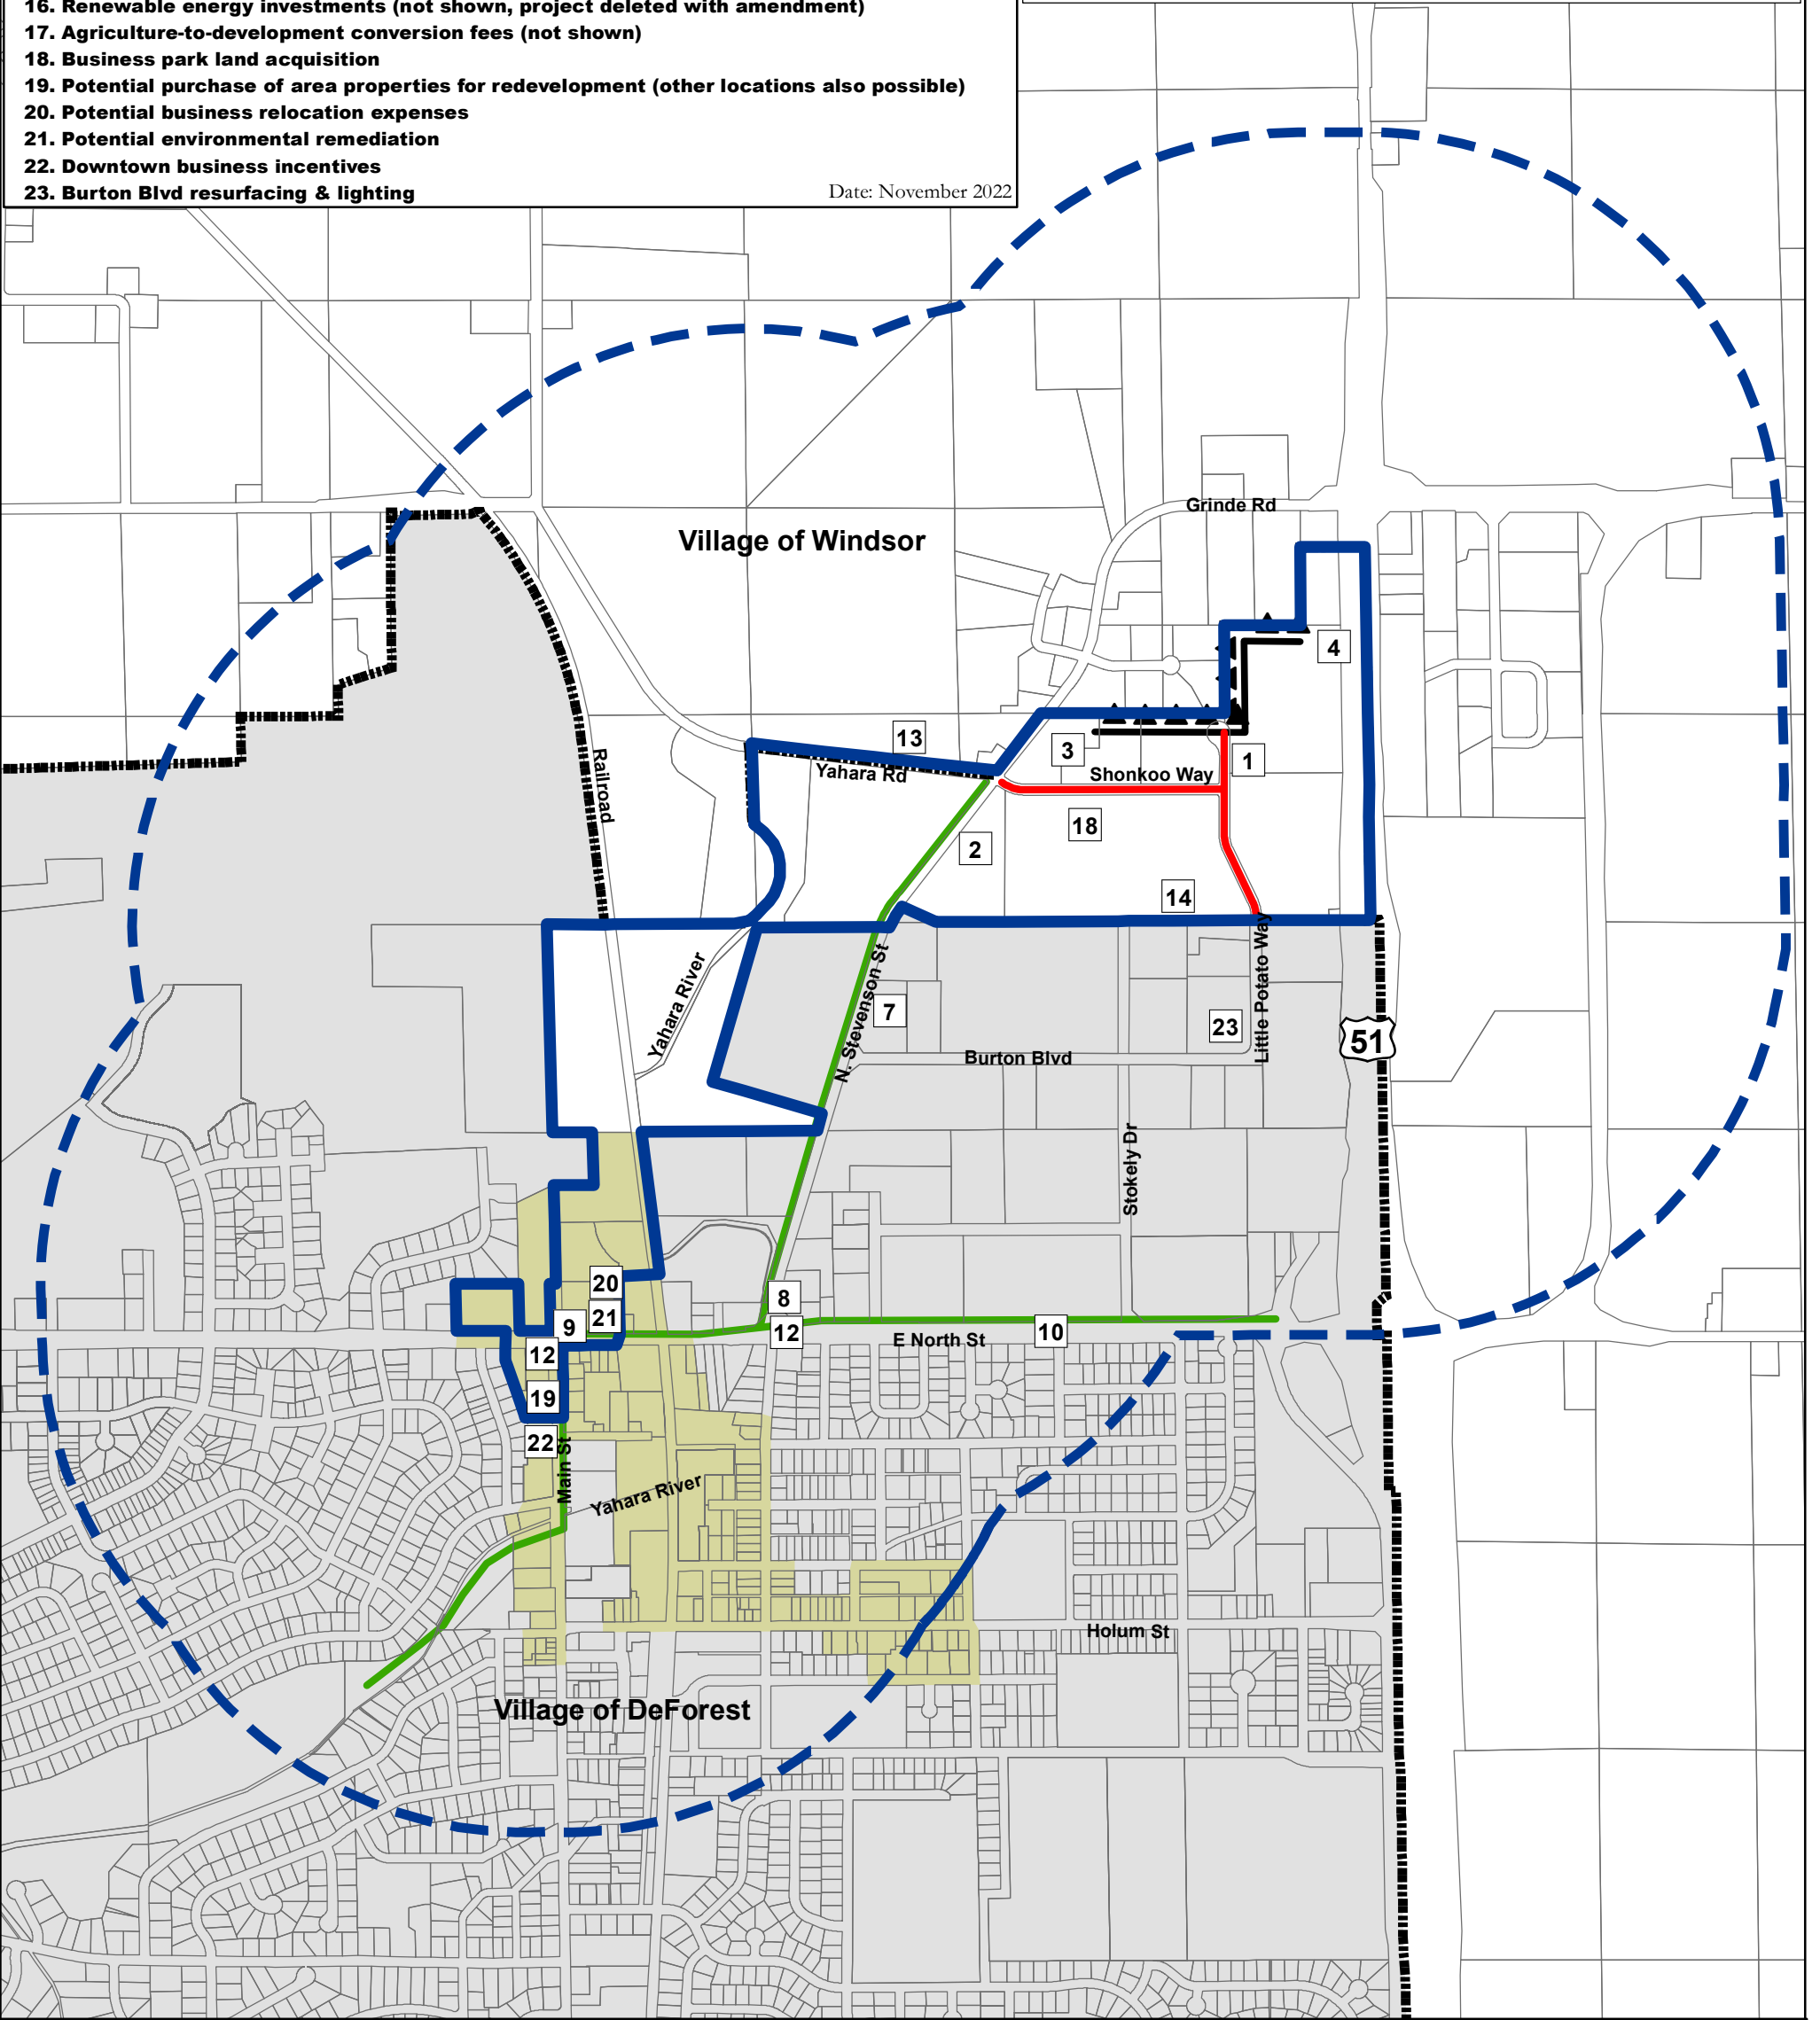 16. Renewable energy investments (not shown, project deleted with amendment)
17. Agriculture-to-development conversion fees (not shown)
18. Business park land acquisition
19. Potential purchase of area properties for redevelopment (other locations also possible)
20. Potential business relocation expenses
21. Potential environmental remediation
22. Downtown business incentives
23. Burton Blvd resurfacing & lighting
Date: November 2022
Grinde Rd
Village of Windsor
4
13
3
1
Yahara Rd
Shonkoo Way
Railroad
18
2
14
Little Potato Way
Yahara River
N. Stevenson St
7
23
51
Burton Blvd
Stokely Dr
20
8
21
9
12
10
E North St
12
19
22
Main St
Yahara River
Holum St
Village of DeForest